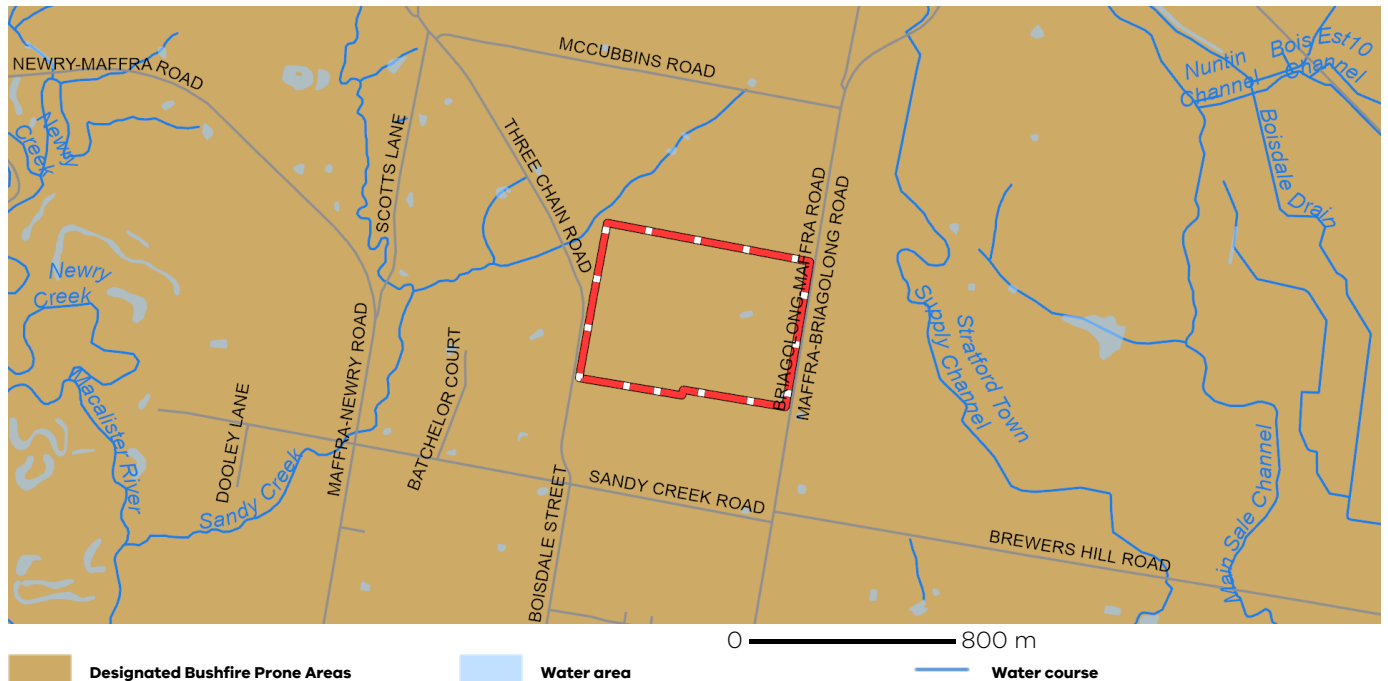 MCCUBBINS ROAD
NEWRY-MAFFRA ROAD
Nuntin
Channel
Bois Est10
Channel
Newry
Creek
SCOTTS LANE
THREE CHAIN ROAD
Boisdale Drain
BRIAGOLONG-MAFFRA ROAD
MAFFRA-BRIAGOLONG ROAD
Newry
Creek
Stratford Town
Supply Channel
MAFFRA-NEWRY ROAD
BATCHELOR COURT
Macalister River
DOOLEY LANE
Sandy Creek
BOISDALE STREET
SANDY CREEK ROAD
BREWERS HILL ROAD
Main Sale Channel
0 800 m
Designated Bushfire Prone Areas
Water area
Water course